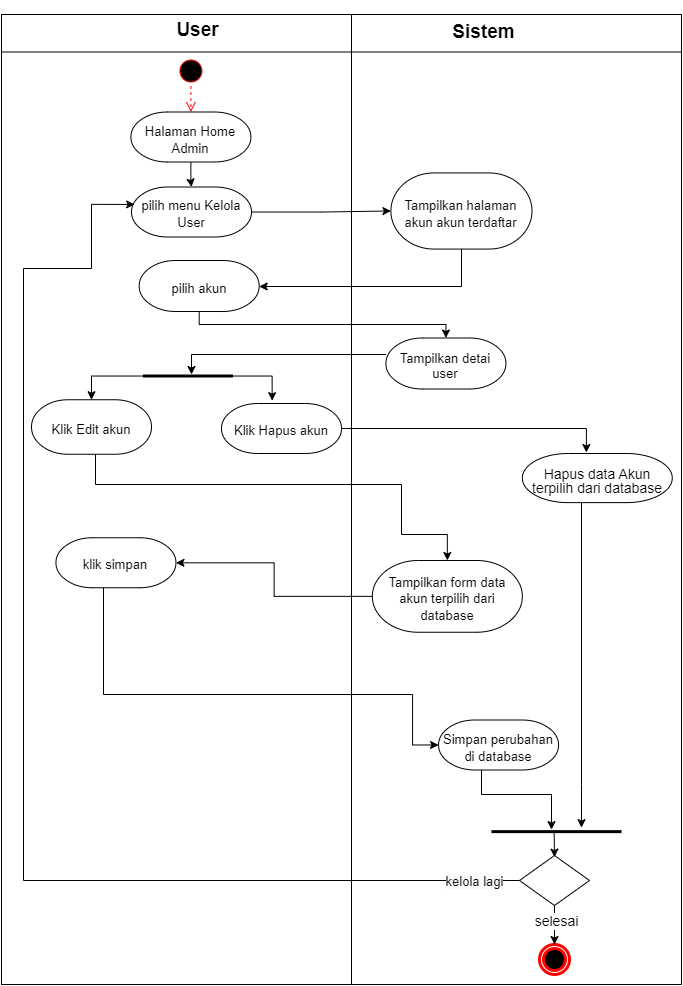 User
Sistem
Halaman Home
Admin
pilih menu Kelola
User
Tampilkan halaman
akun akun terdaftar
pilih akun
Tampilkan detai
user
Klik Edit akun
Klik Hapus akun
Hapus data Akun
terpilih dari database
klik simpan
Tampilkan form data
akun terpilih dari
database
Simpan perubahan
di database
kelola lagi
selesai